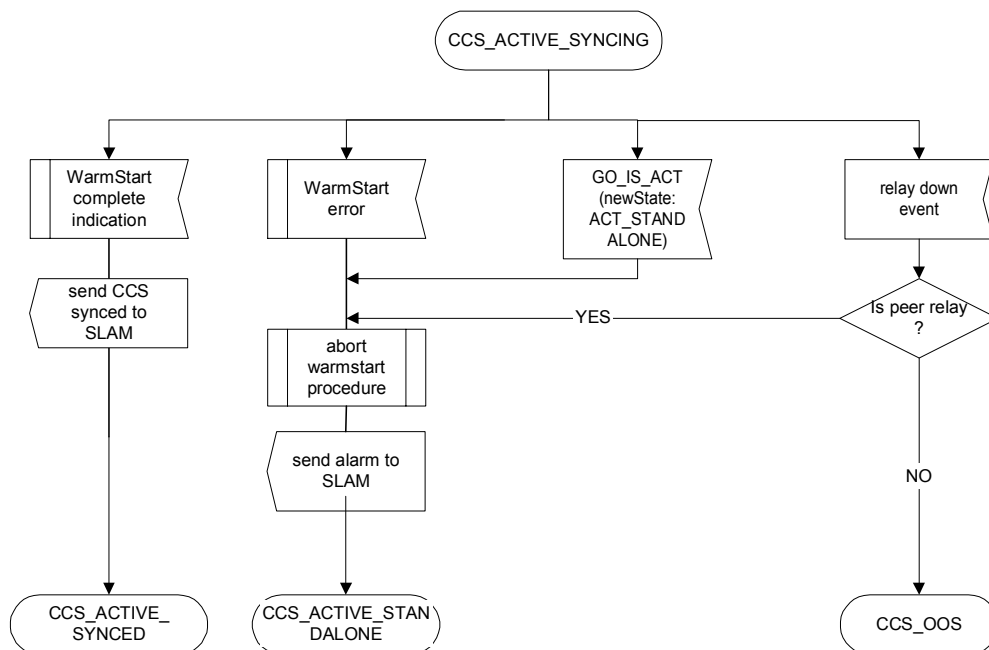 CCS_ACTIVE_SYNCING
WarmStart
complete
indication
WarmStart
error
GO_IS_ACT
(newState:
ACT_STAND
ALONE)
relay down
event
send CCS
synced to
SLAM
Is peer relay
?
YES
abort
warmstart
procedure
send alarm to
SLAM
NO
CCS_ACTIVE_
SYNCED
CCS_ACTIVE_STAN
DALONE
CCS_OOS